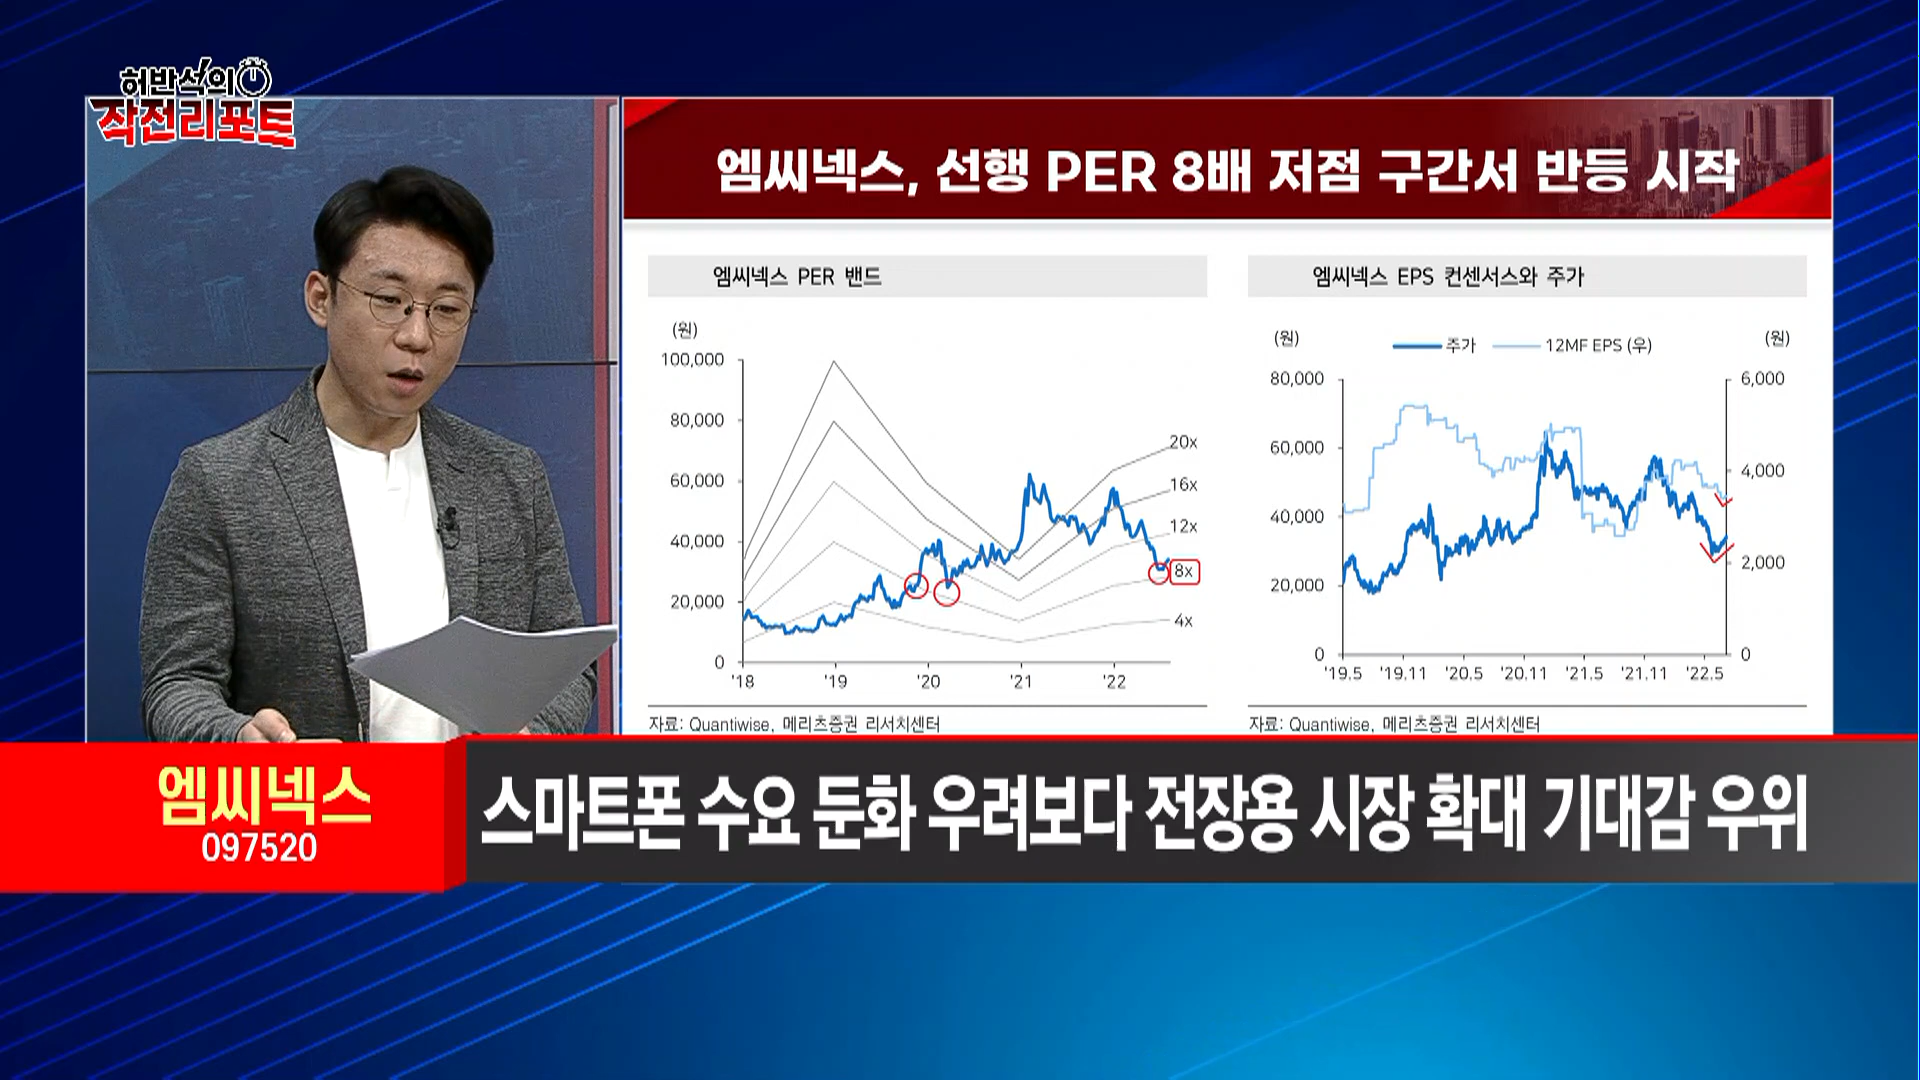 허반석의
작전리포트
엠씨넥스, 선행 PER 8배 저점 구간서 반등 시작
엠씨넥스 PER 밴드
(원)
100,000
80,000
60,000
40,000
20,000
0
'18 '19 '20 '21 '22
20x
16x
12x
8x
4x
자료: Quantiwise, 메리츠증권 리서치센터
엠씨넥스 EPS 컨센서스와 주가
(원) 주가 12MF EPS (우) (원)
80,000
60,000
40,000
20,000
0
6,000
4,000
2,000
0
'19.5 '19.11 '20.5 '20.11 '21.5 '21.11 '22.5
자료: Quantiwise, 메리츠증권 리서치센터
엠씨넥스
097520
스마트폰 수요 둔화 우려보다 전장용 시장 확대 기대감 우위